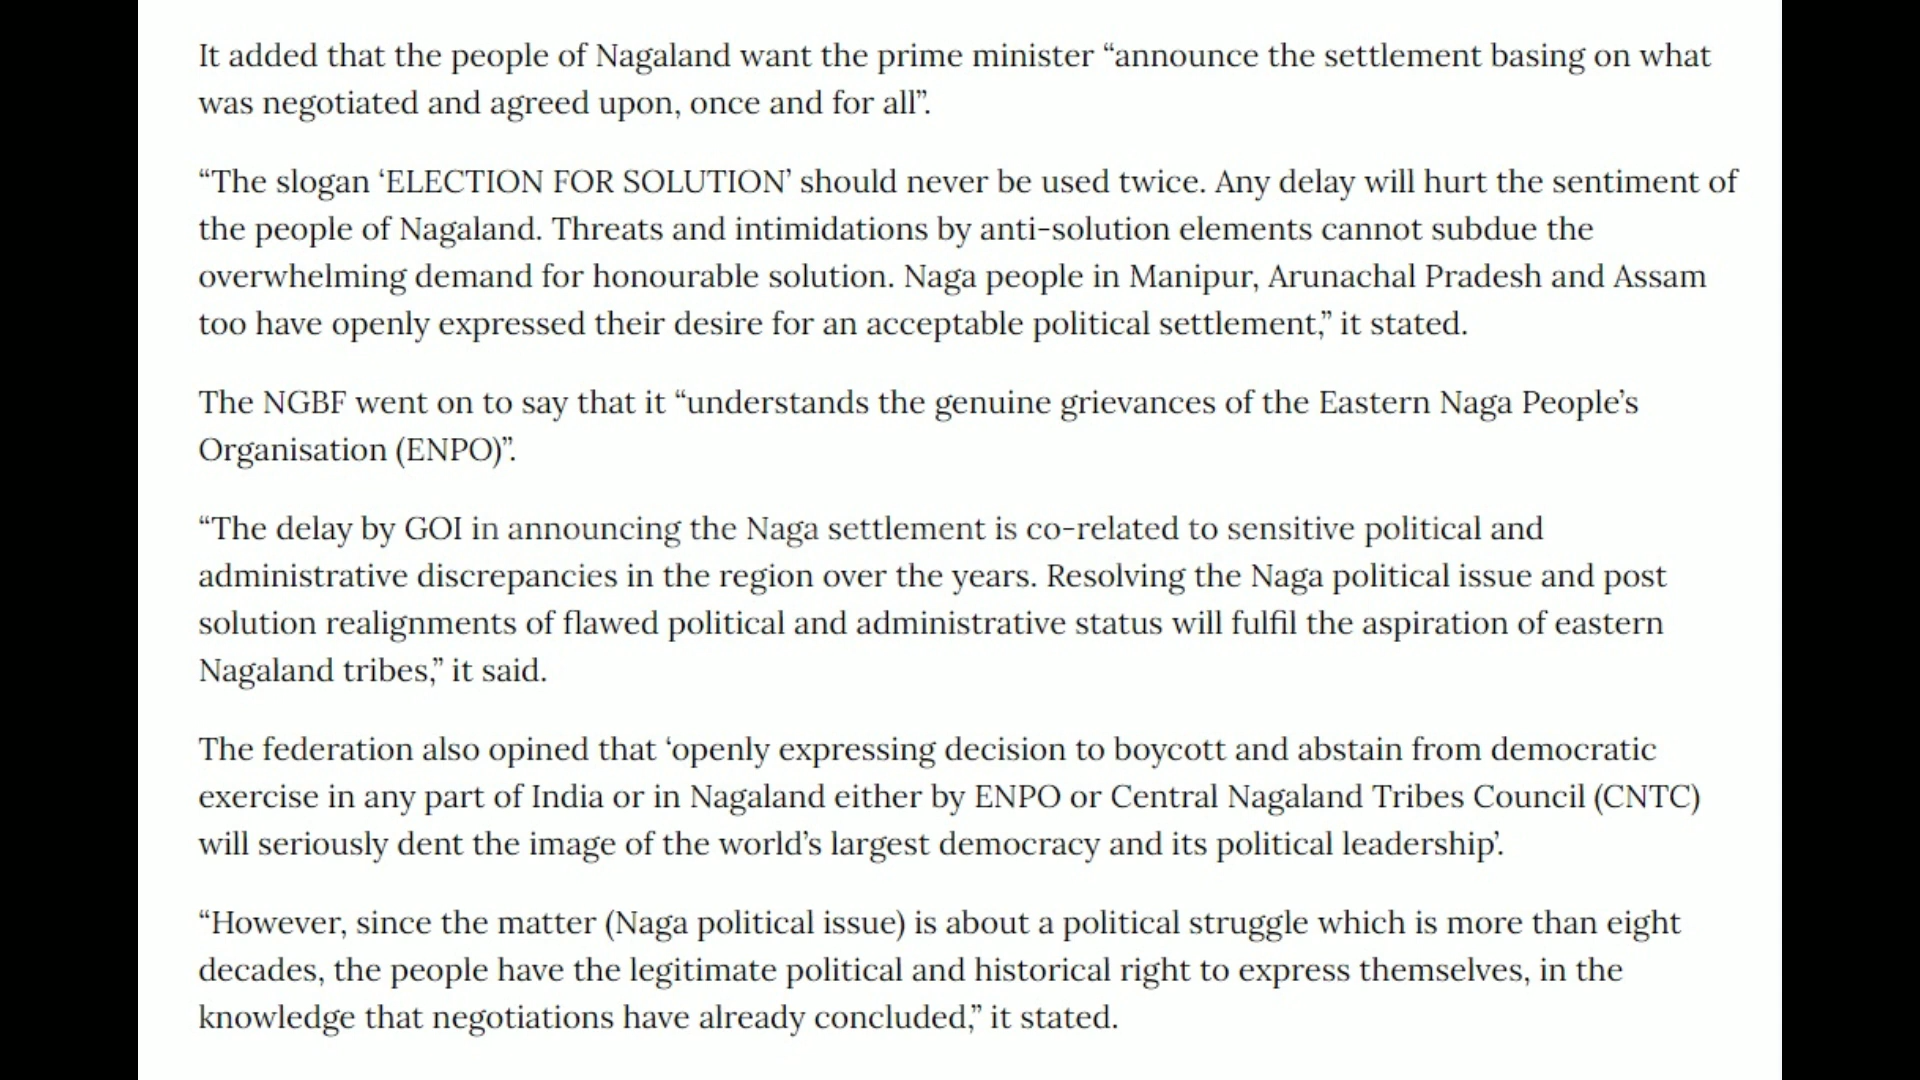 It added that the people of Nagaland want the prime minister “announce the settlement basing on what
was negotiated and agreed upon, once and for all”.
“The slogan ‘ELECTION FOR SOLUTION’ should never be used twice. Any delay will hurt the sentiment of
the people of Nagaland. Threats and intimidations by anti-solution elements cannot subdue the
overwhelming demand for honourable solution. Naga people in Manipur, Arunachal Pradesh and Assam
too have openly expressed their desire for an acceptable political settlement,” it stated.
The NGBF went on to say that it “understands the genuine grievances of the Eastern Naga People’s
Organisation (ENPO)”.
“The delay by GOI in announcing the Naga settlement is co-related to sensitive political and
administrative discrepancies in the region over the years. Resolving the Naga political issue and post
solution realignments of flawed political and administrative status will fulfil the aspiration of eastern
Nagaland tribes,” it said.
The federation also opined that ‘openly expressing decision to boycott and abstain from democratic
exercise in any part of India or in Nagaland either by ENPO or Central Nagaland Tribes Council (CNTC)
will seriously dent the image of the world’s largest democracy and its political leadership’.
“However, since the matter (Naga political issue) is about a political struggle which is more than eight
decades, the people have the legitimate political and historical right to express themselves, in the
knowledge that negotiations have already concluded,” it stated.